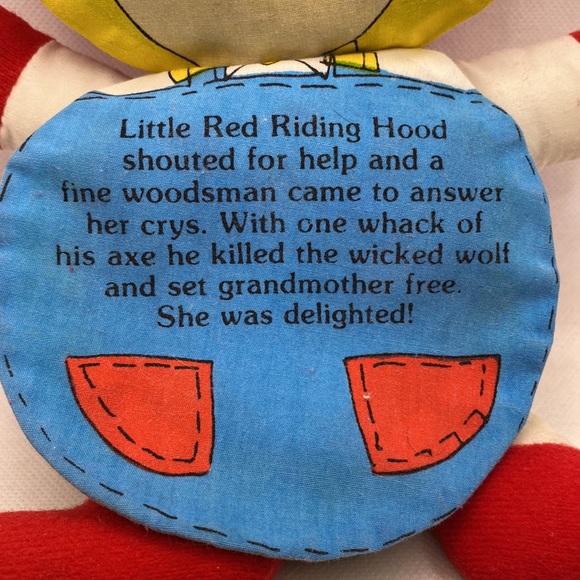 Little Red Riding Hood
shouted for help and a
fine woodsman came to answer
her crys. With one whack of
his axe he killed the wicked wolf
and set grandmother free.
She was delighted!